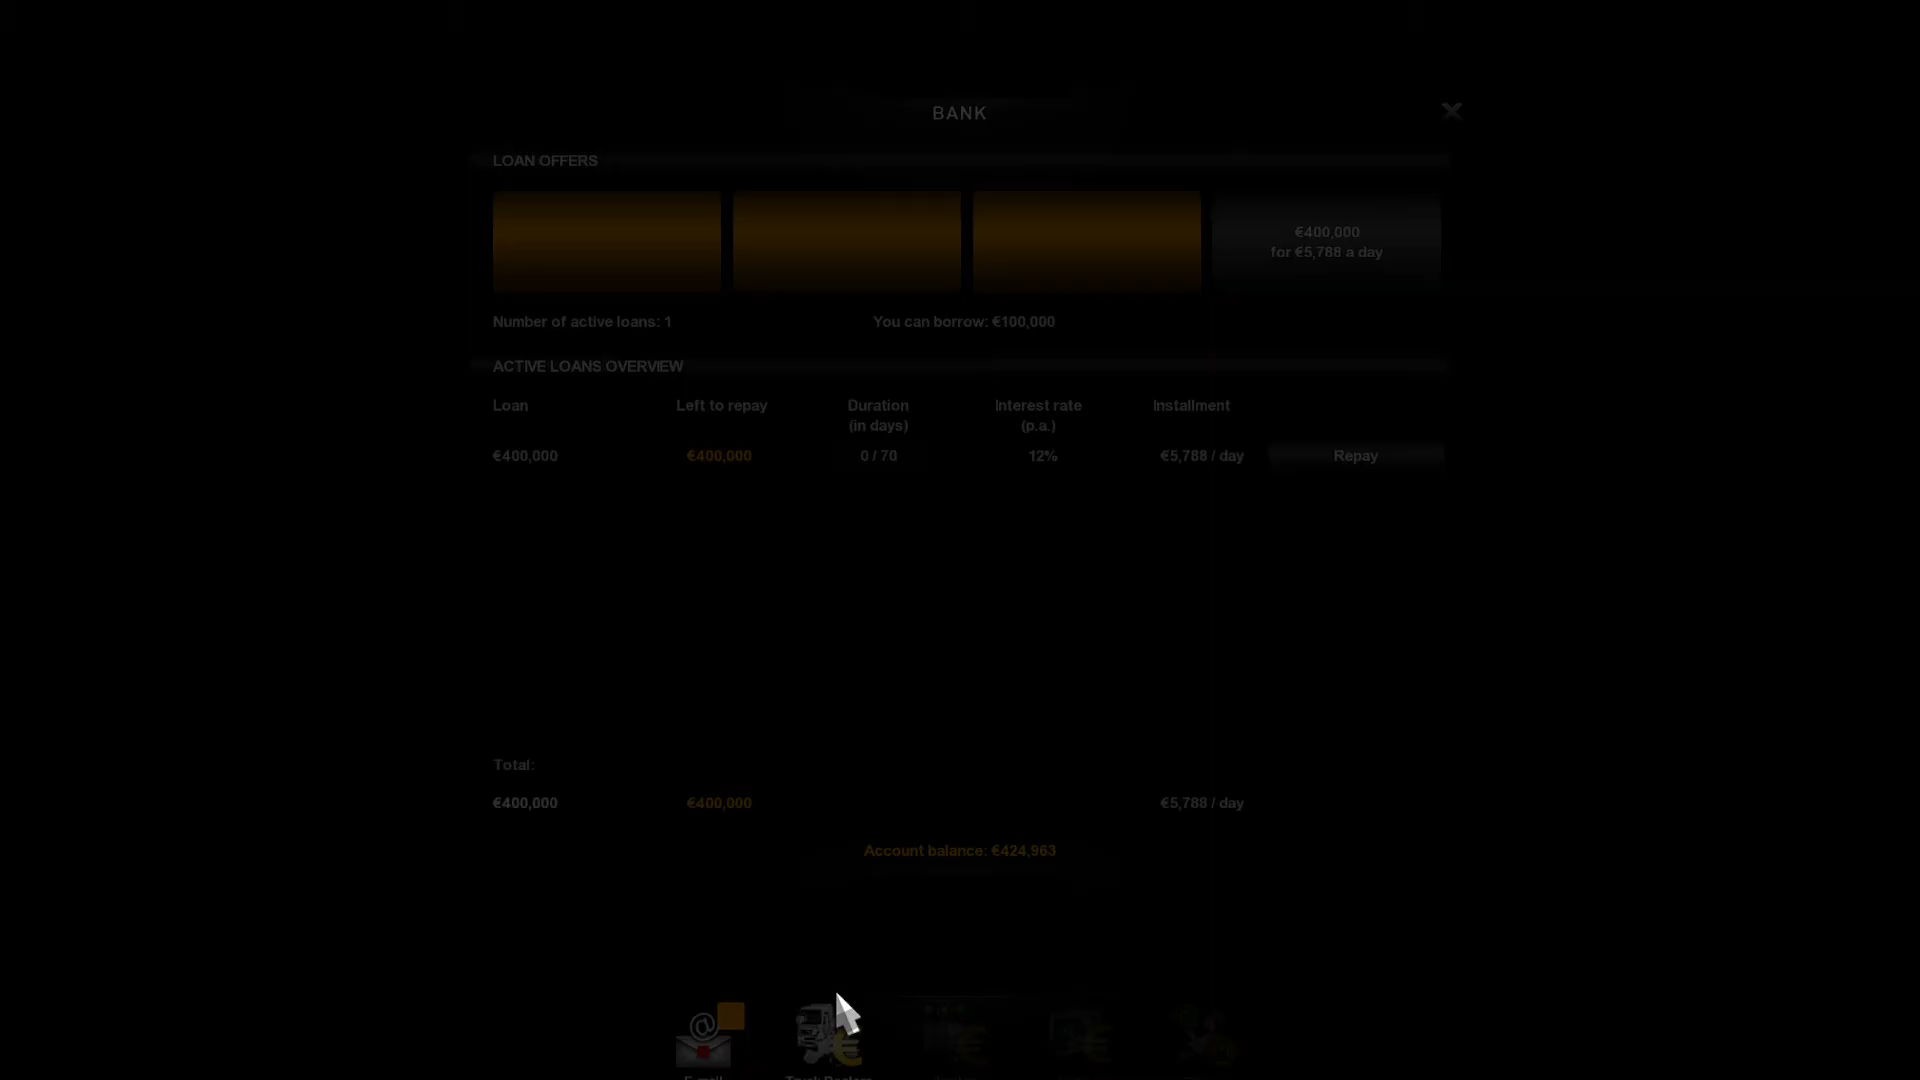 BANK
LOAN OFFERS
€400,000
for €5,788 a day
Number of active loans: 1
You can borrow: €100,000
ACTIVE LOANS OVERVIEW
Loan Left to repay Duration (in days) Interest rate (p.a.) Installment
€400,000 €400,000 0 / 70 12% €5,788 / day Repay
Total:
€400,000 €400,000 €5,788 / day
Account balance: €424,963